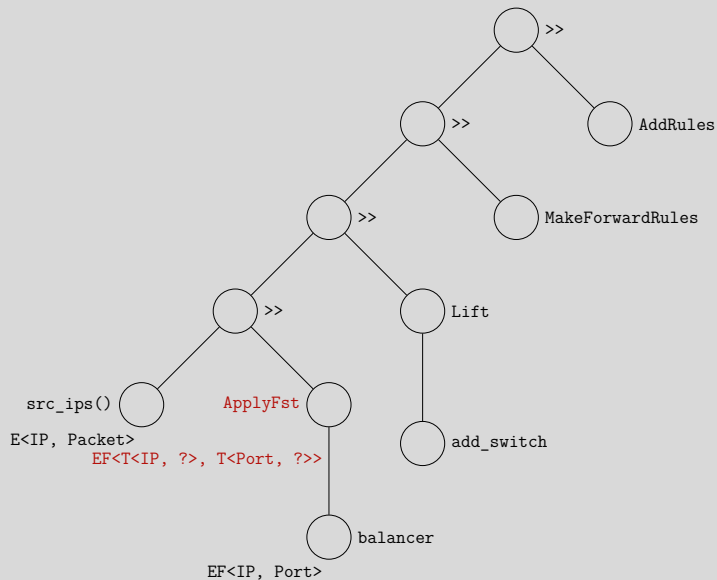 >>
>>
AddRules
>>
MakeForwardRules
>>
Lift
src_ips()
ApplyFst
E<IP, Packet>
EF<T<IP, ?>, T<Port, ?>>
add_switch
balancer
EF<IP, Port>